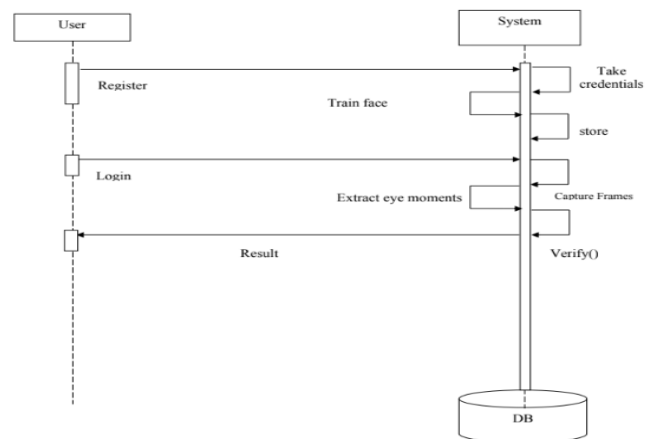 User
System
Register
Take
credentials
Train face
store
Login
Capture Frames
Extract eye moments
Result
Verify()
DB